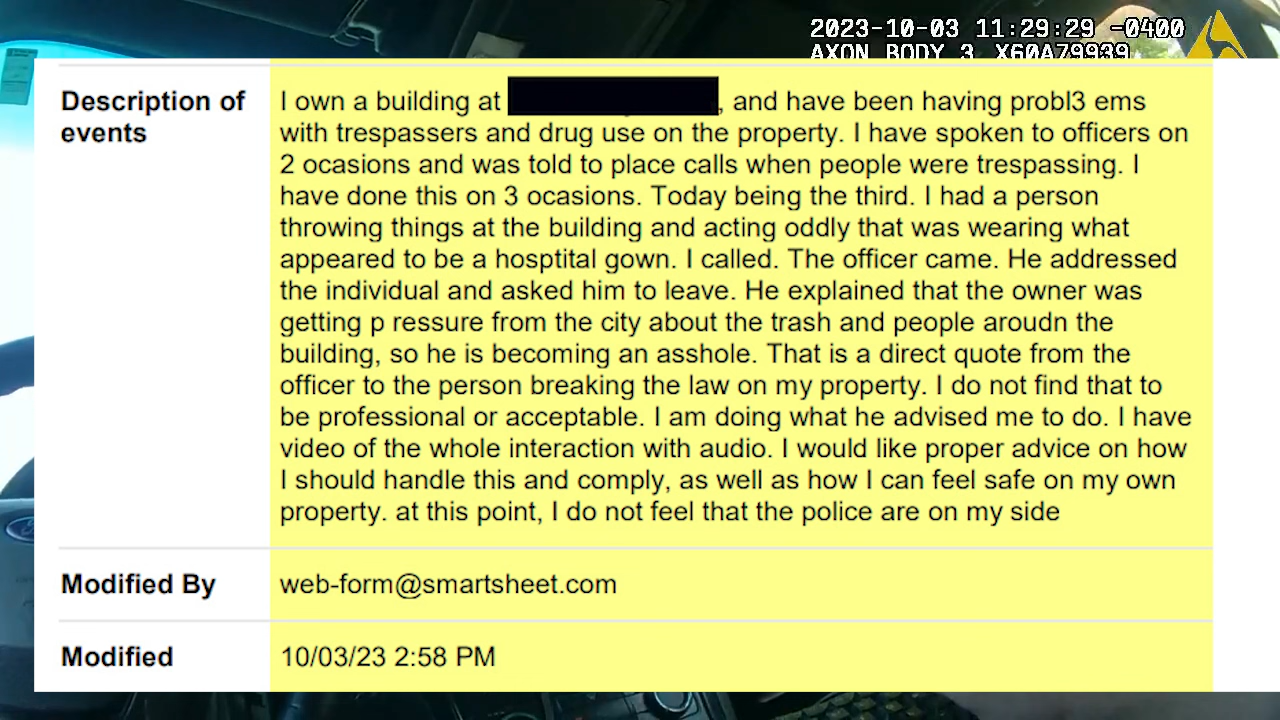 2023-10-03 11:29:29 -0400
AXON BODY 3 X60A79939
Description of
events
I own a building at , and have been having probl3 ems
with trespassers and drug use on the property. I have spoken to officers on
2 ocasions and was told to place calls when people were trespassing. I
have done this on 3 ocasions. Today being the third. I had a person
throwing things at the building and acting oddly that was wearing what
appeared to be a hosptital gown. I called. The officer came. He addressed
the individual and asked him to leave. He explained that the owner was
getting p ressure from the city about the trash and people aroudn the
building, so he is becoming an asshole. That is a direct quote from the
officer to the person breaking the law on my property. I do not find that to
be professional or acceptable. I am doing what he advised me to do. I have
video of the whole interaction with audio. I would like proper advice on how
I should handle this and comply, as well as how I can feel safe on my own
property. at this point, I do not feel that the police are on my side
Modified By
web-form@smartsheet.com
Modified
10/03/23 2:58 PM